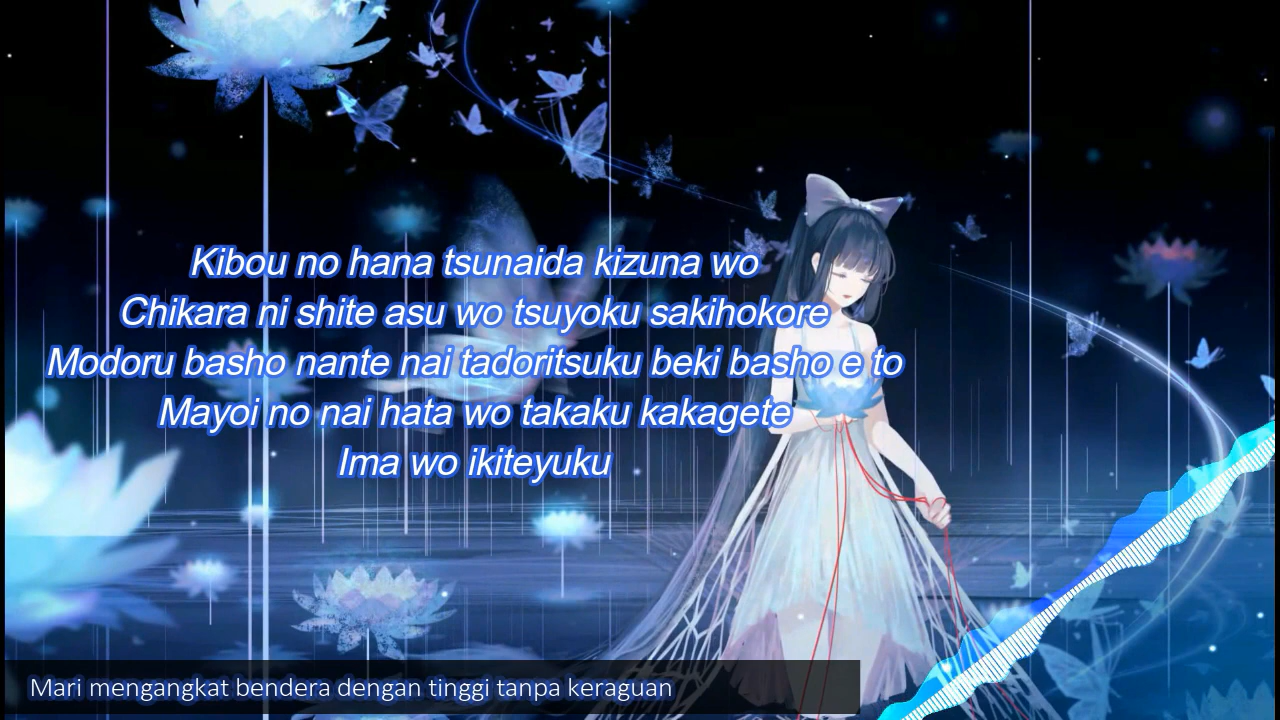 Kibou no hana tsunaida kizuna wo
Chikara ni shite asu wo tsuyoku sakihokore
Modoru basho nante nai tadoritsuku beki basho e to
Mayoi no nai hata wo takaku kakagete
Ima wo ikiteyuku
Mari mengangkat bendera dengan tinggi tanpa keraguan